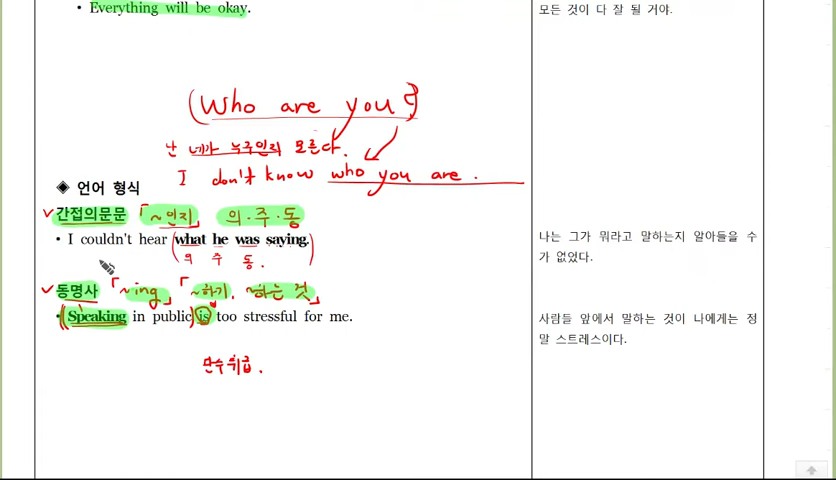 • Everything will be okay.
모든 것이 다 잘 될 거야.
(Who are you?)
난 네가 누구인지 모른다.
I don't know who you are.
◈ 언어 형식
✓간접의문문 「~인지」 의·주·동
• I couldn't hear (what he was saying.)
의 주 동.
나는 그가 뭐라고 말하는지 알아들을 수
가 없었다.
✓동명사 「~ing」 「~하기, ~하는 것」
• (Speaking in public) is too stressful for me.
사람들 앞에서 말하는 것이 나에게는 정
말 스트레스이다.
단수취급.